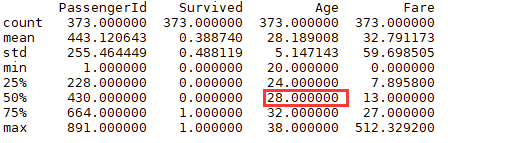 PassengerId Survived Age Fare
count 373.000000 373.000000 373.000000 373.000000
mean 443.120643 0.388740 28.189008 32.791173
std 255.464449 0.488119 5.147143 59.698505
min 1.000000 0.000000 20.000000 0.000000
25% 228.000000 0.000000 24.000000 7.895800
50% 430.000000 0.000000 28.000000 13.000000
75% 664.000000 1.000000 32.000000 27.000000
max 891.000000 1.000000 38.000000 512.329200